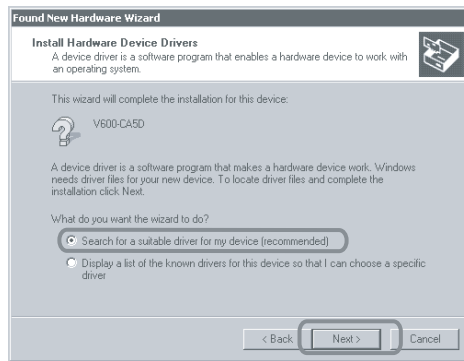 Found New Hardware Wizard
Install Hardware Device Drivers
A device driver is a software program that enables a hardware device to work with
an operating system.
This wizard will complete the installation for this device:
V600-CA5D
A device driver is a software program that makes a hardware device work. Windows
needs driver files for your new device. To locate driver files and complete the
installation click Next.
What do you want the wizard to do?
Search for a suitable driver for my device (recommended)
Display a list of the known drivers for this device so that I can choose a specific
driver
< Back Next > Cancel